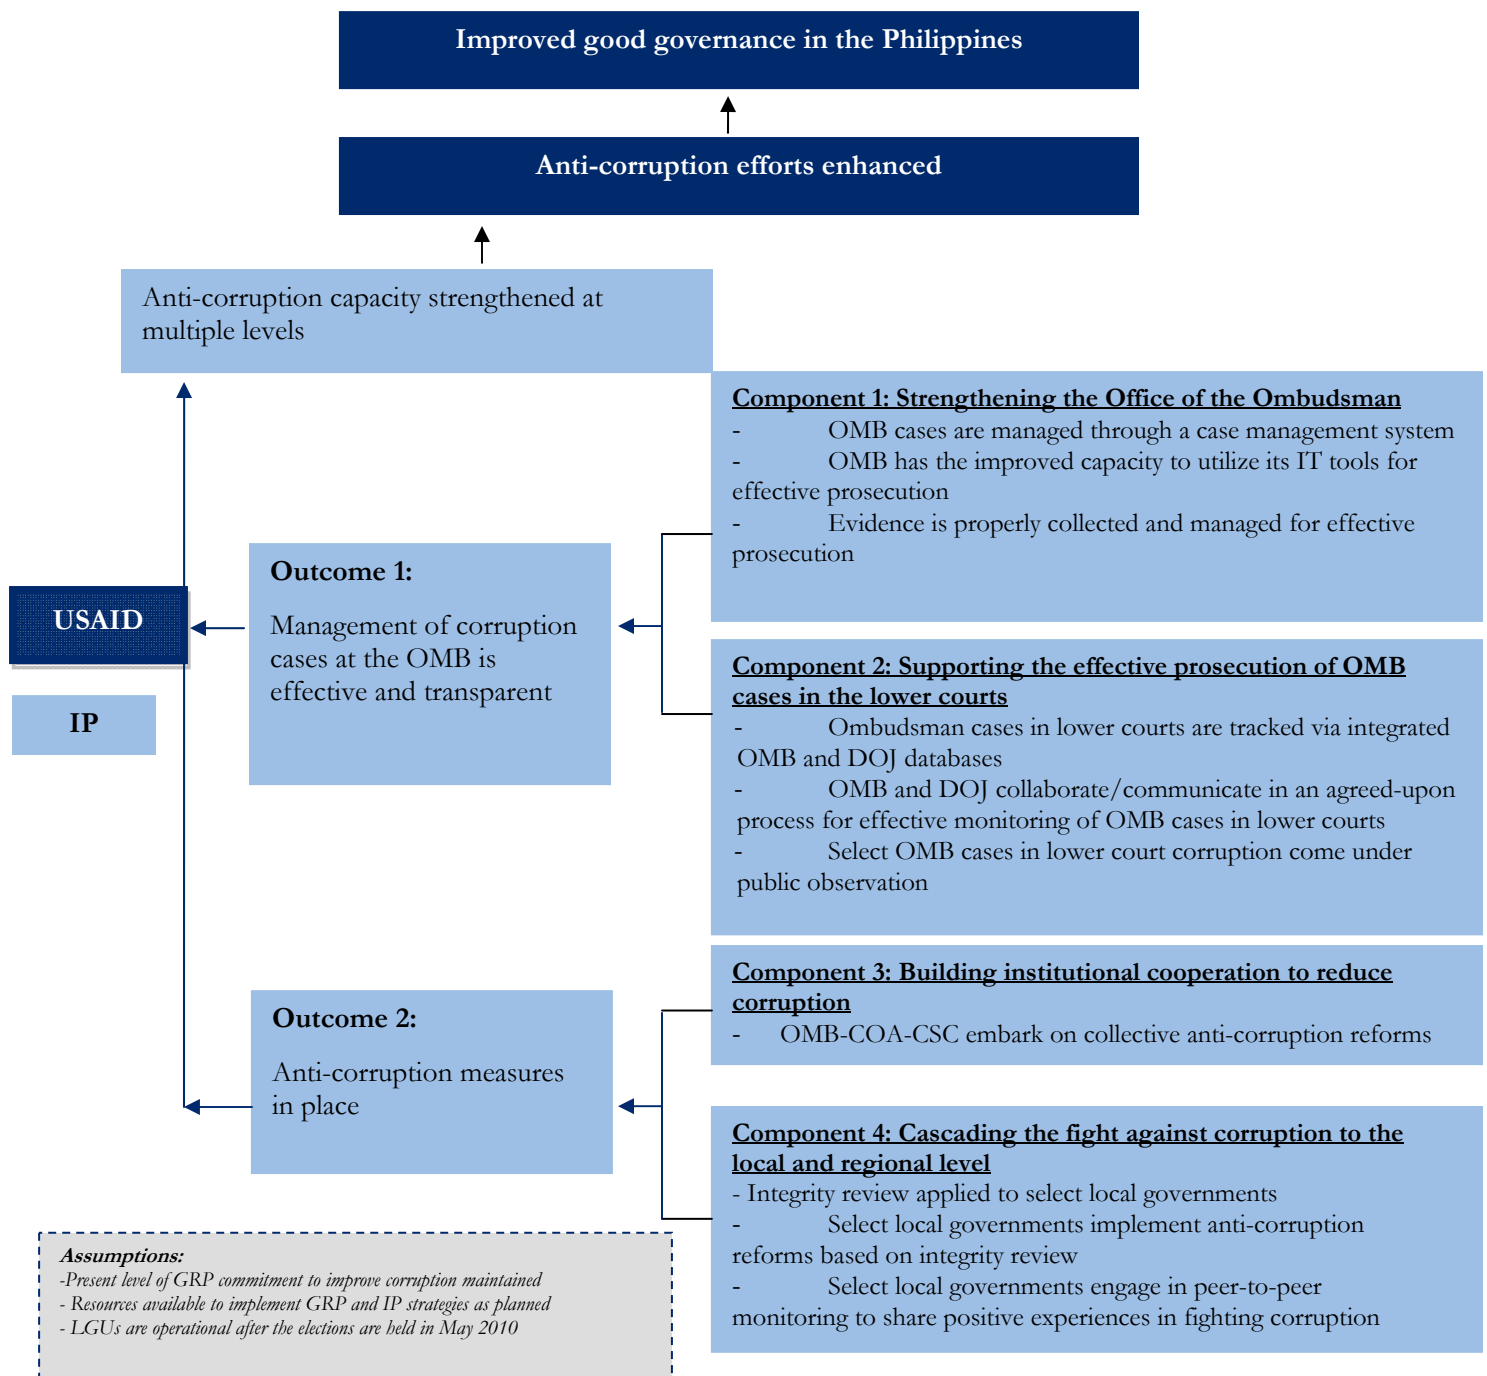 Improved good governance in the Philippines
Anti-corruption efforts enhanced
Anti-corruption capacity strengthened at
multiple levels
Component 1: Strengthening the Office of the Ombudsman
- OMB cases are managed through a case management system
- OMB has the improved capacity to utilize its IT tools for
effective prosecution
- Evidence is properly collected and managed for effective
prosecution
Outcome 1:
Management of corruption
cases at the OMB is
effective and transparent
USAID
IP
Component 2: Supporting the effective prosecution of OMB
cases in the lower courts
- Ombudsman cases in lower courts are tracked via integrated
OMB and DOJ databases
- OMB and DOJ collaborate/communicate in an agreed-upon
process for effective monitoring of OMB cases in lower courts
- Select OMB cases in lower court corruption come under
public observation
Component 3: Building institutional cooperation to reduce
corruption
- OMB-COA-CSC embark on collective anti-corruption reforms
Outcome 2:
Anti-corruption measures
in place
Component 4: Cascading the fight against corruption to the
local and regional level
- Integrity review applied to select local governments
- Select local governments implement anti-corruption
reforms based on integrity review
- Select local governments engage in peer-to-peer
monitoring to share positive experiences in fighting corruption
Assumptions:
-Present level of GRP commitment to improve corruption maintained
- Resources available to implement GRP and IP strategies as planned
- LGUs are operational after the elections are held in May 2010